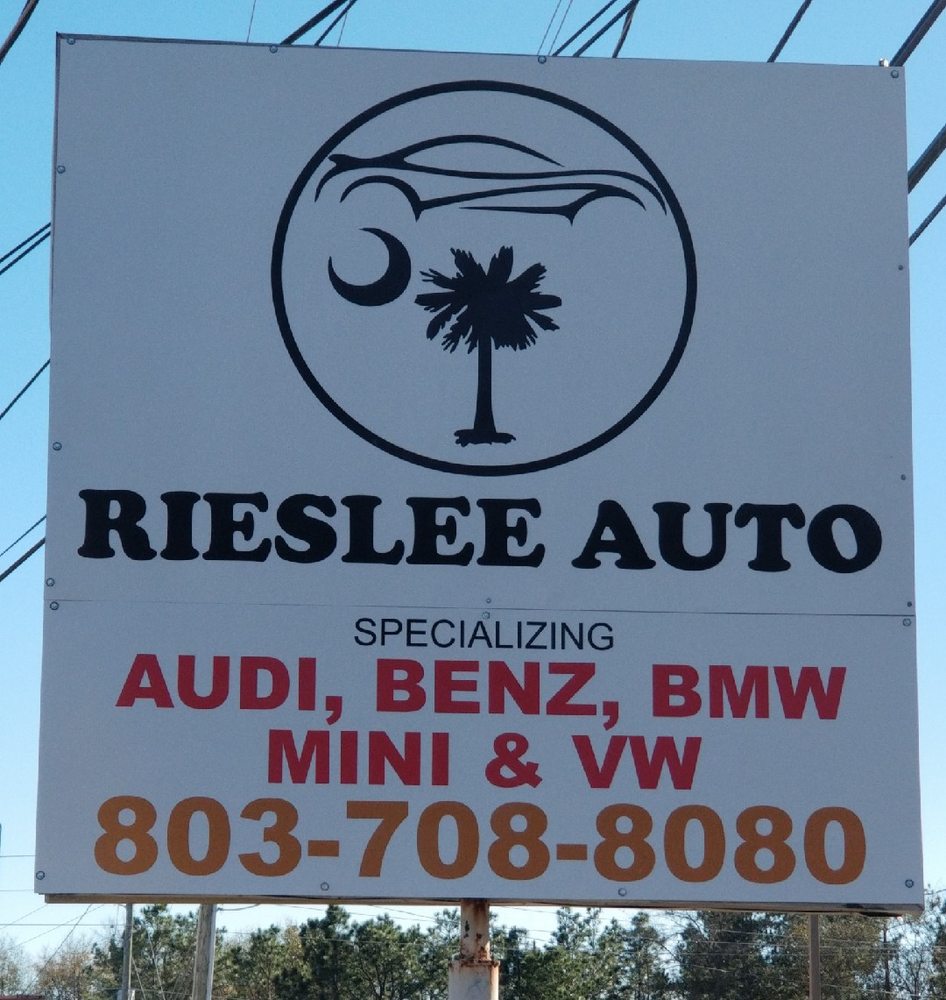 RIESLEE AUTO
SPECIALIZING
AUDI, BENZ, BMW
MINI & VW
803-708-8080